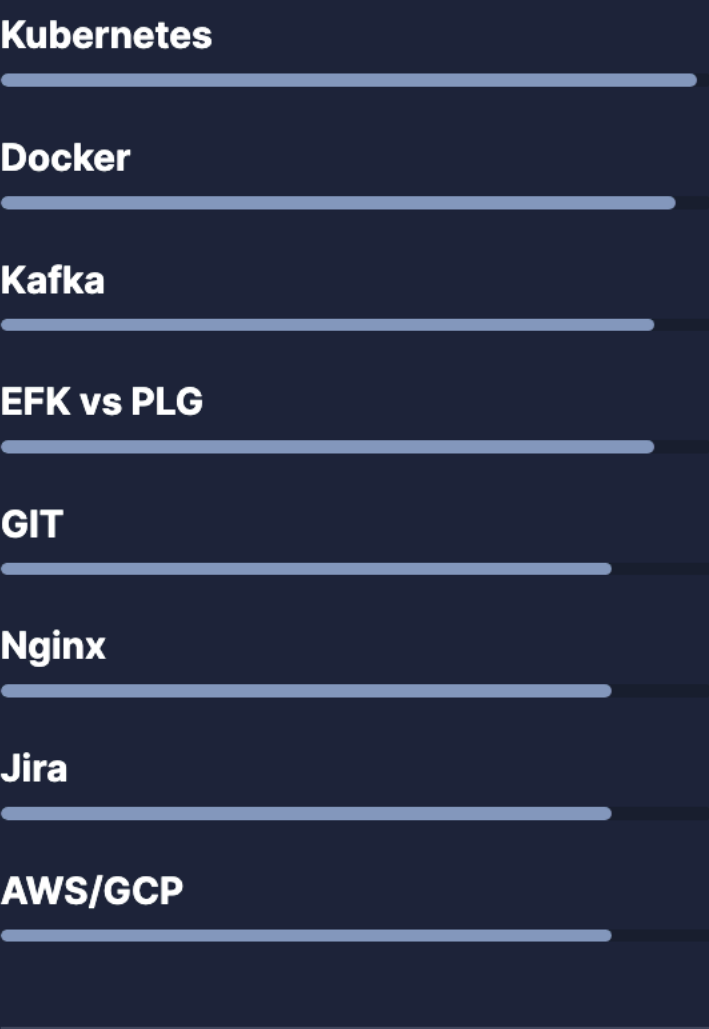 Kubernetes
Docker
Kafka
EFK vs PLG
GIT
Nginx
Jira
AWS/GCP